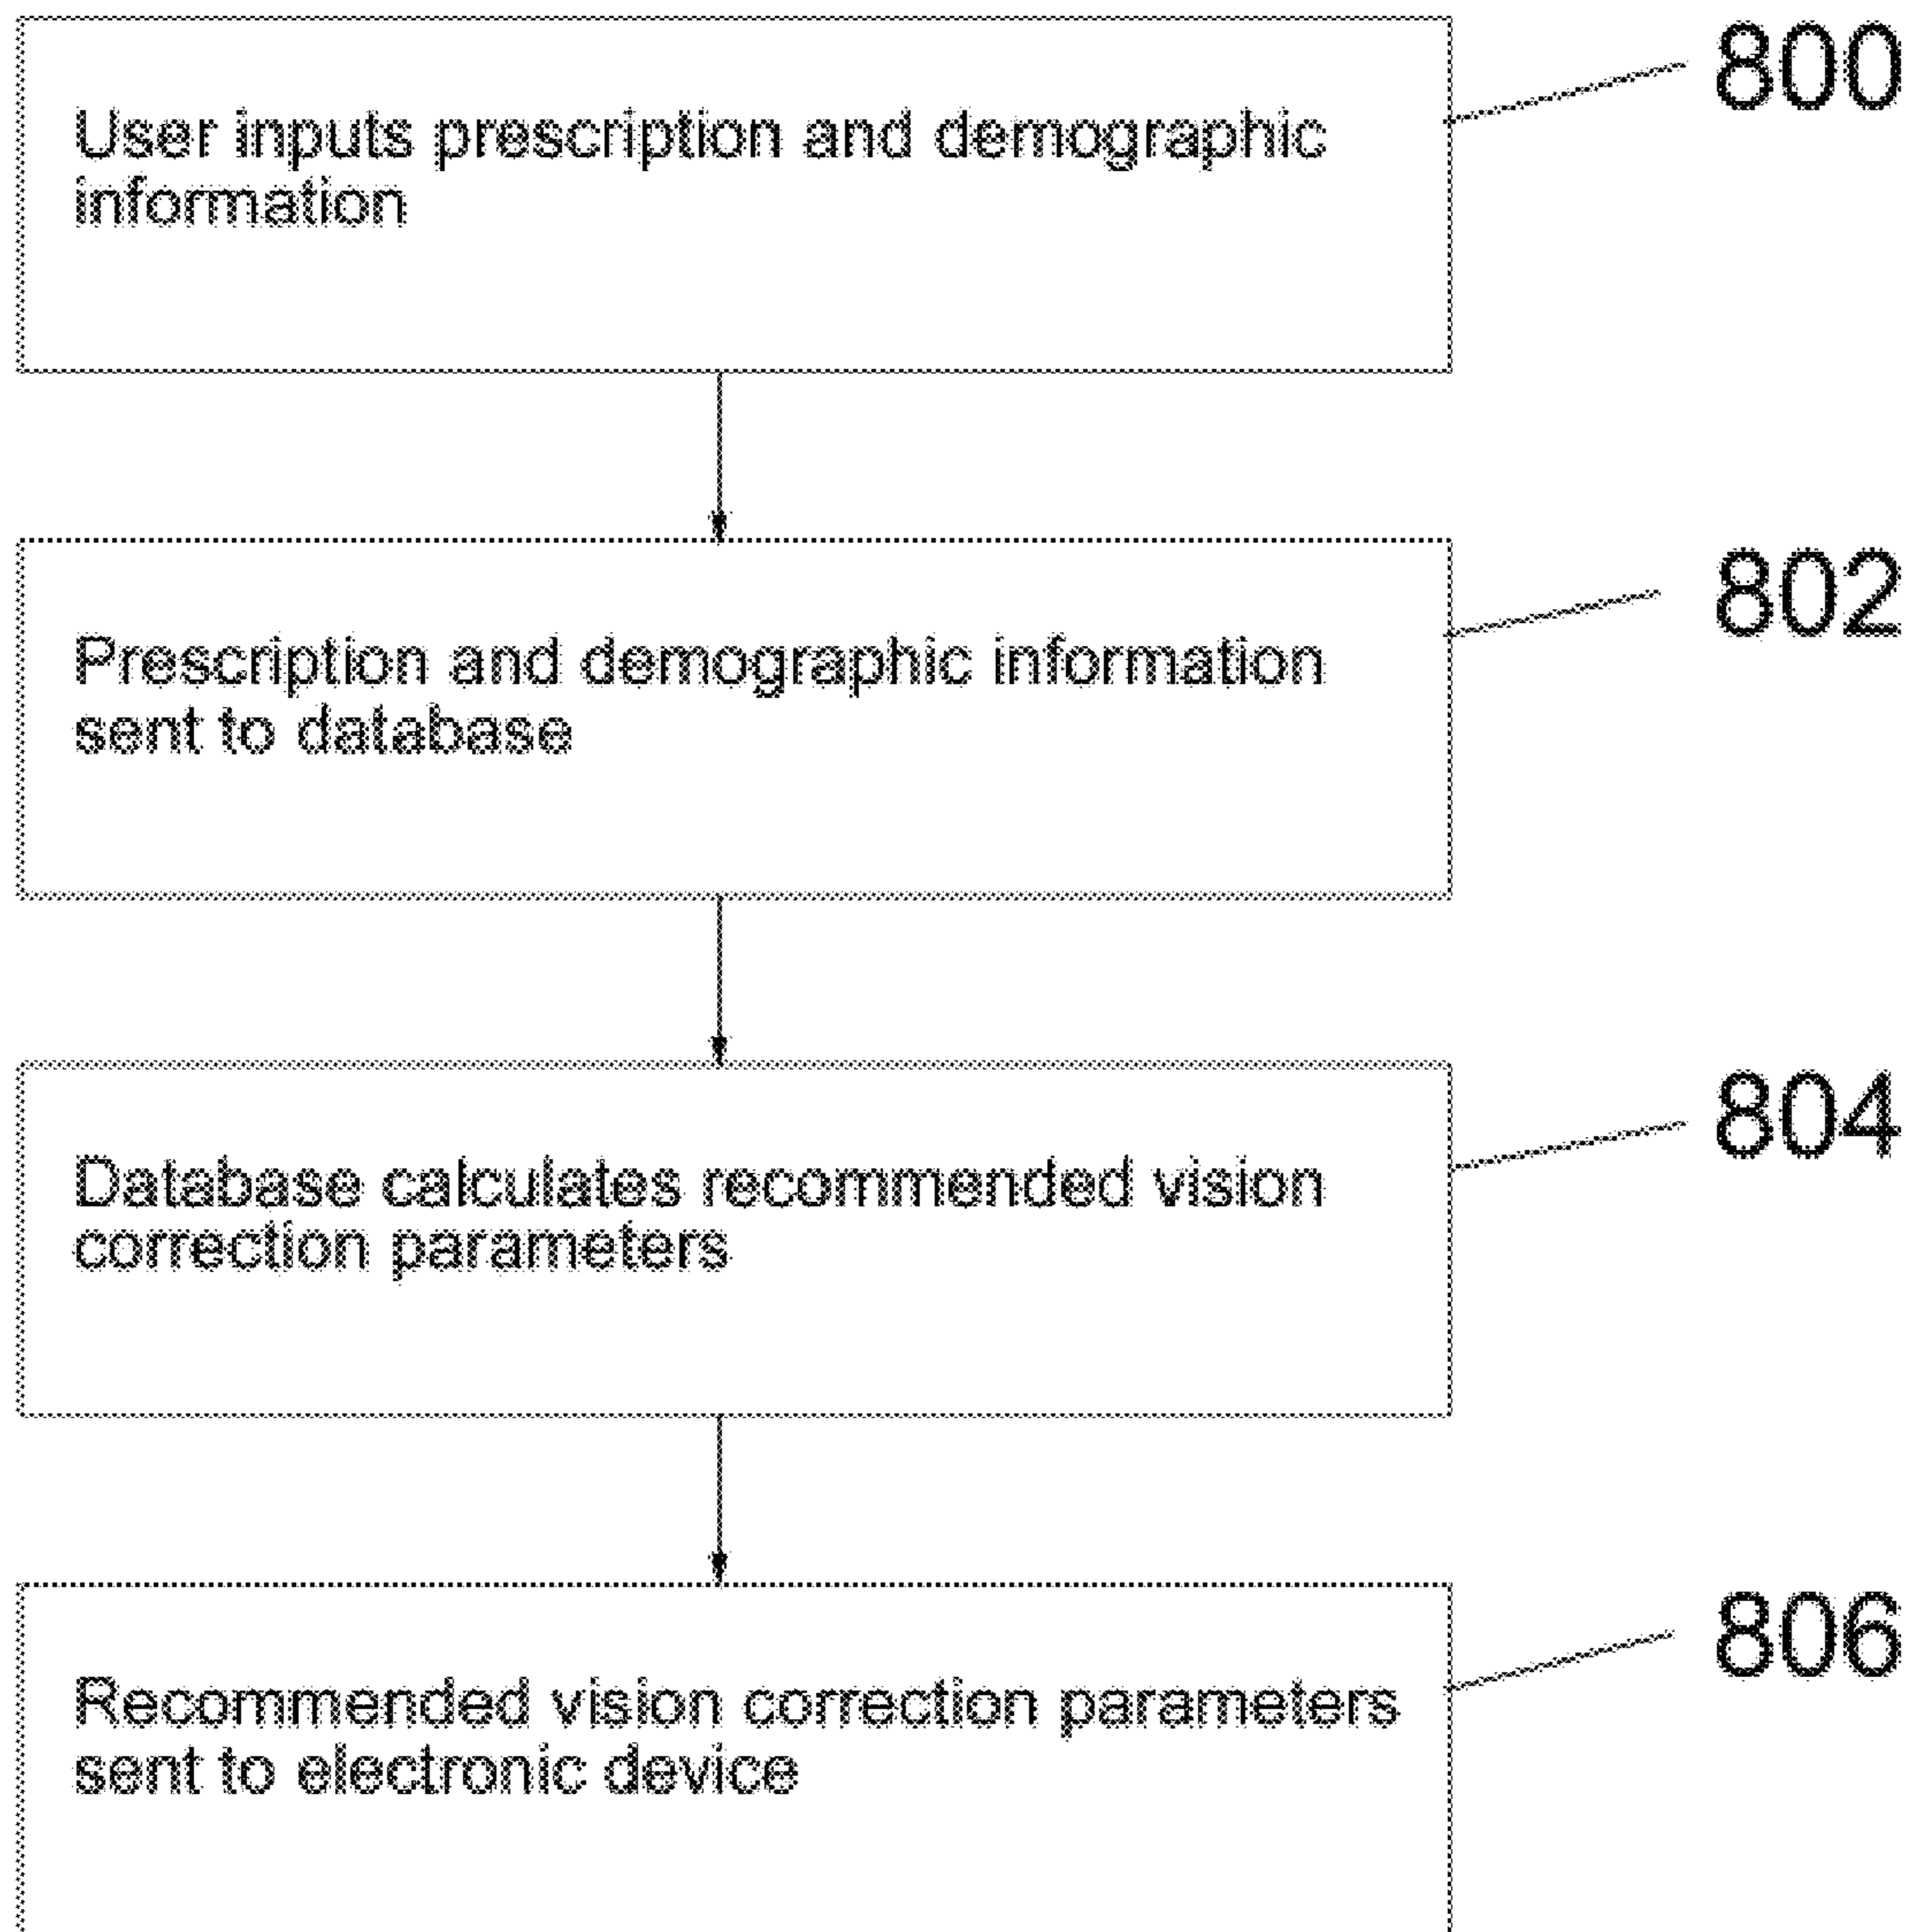 User inputs prescription and demographic
information
800
Prescription and demographic information
sent to database
802
Database calculates recommended vision
correction parameters
804
Recommended vision correction parameters
sent to electronic device
806